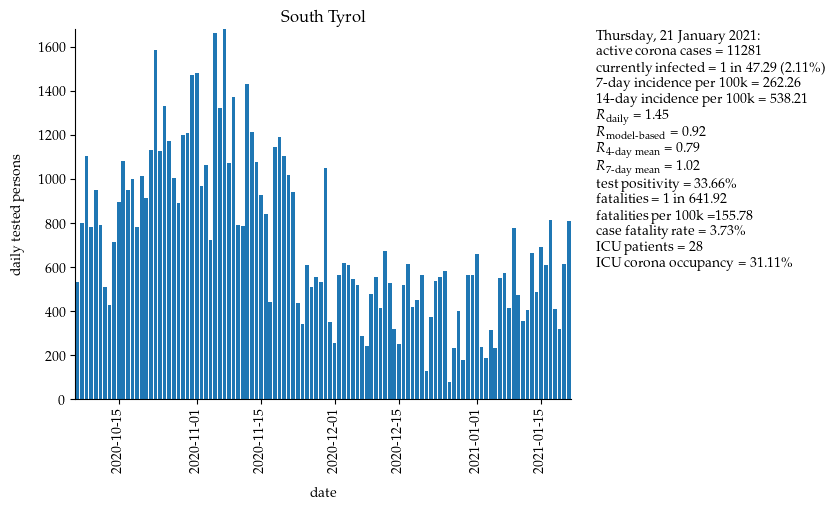 South Tyrol
1600
1400
1200
1000
800
600
400
200
0
daily tested persons
2020-10-15
2020-11-01
2020-11-15
2020-12-01
2020-12-15
2021-01-01
2021-01-15
date
Thursday, 21 January 2021:
active corona cases = 11281
currently infected = 1 in 47.29 (2.11%)
7-day incidence per 100k = 262.26
14-day incidence per 100k = 538.21
R daily = 1.45
R model-based = 0.92
R 4-day mean = 0.79
R 7-day mean = 1.02
test positivity = 33.66%
fatalities = 1 in 641.92
fatalities per 100k =155.78
case fatality rate = 3.73%
ICU patients = 28
ICU corona occupancy = 31.11%